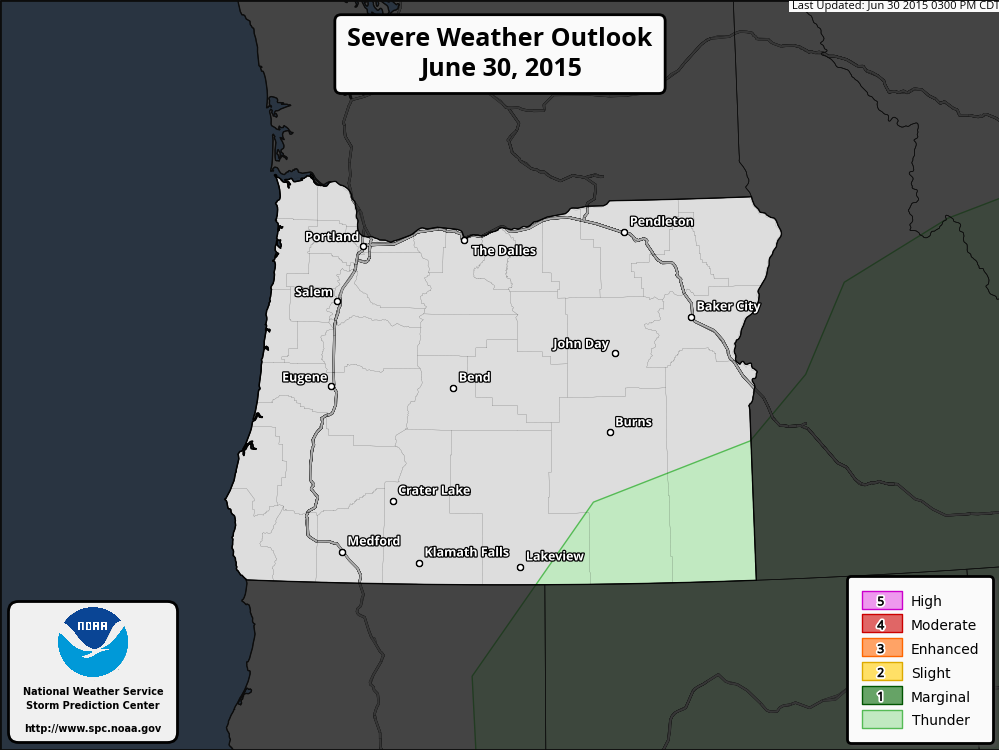 Last Updated: Jun 30 2015 0300 PM CDT
Severe Weather Outlook
June 30, 2015
Pendleton
Portland
The Dalles
Salem
Baker City
John Day
Eugene
Bend
Burns
Crater Lake
Medford
Klamath Falls
Lakeview
NOAA
National Weather Service
Storm Prediction Center
http://www.spc.noaa.gov
5 High
4 Moderate
3 Enhanced
2 Slight
1 Marginal
Thunder